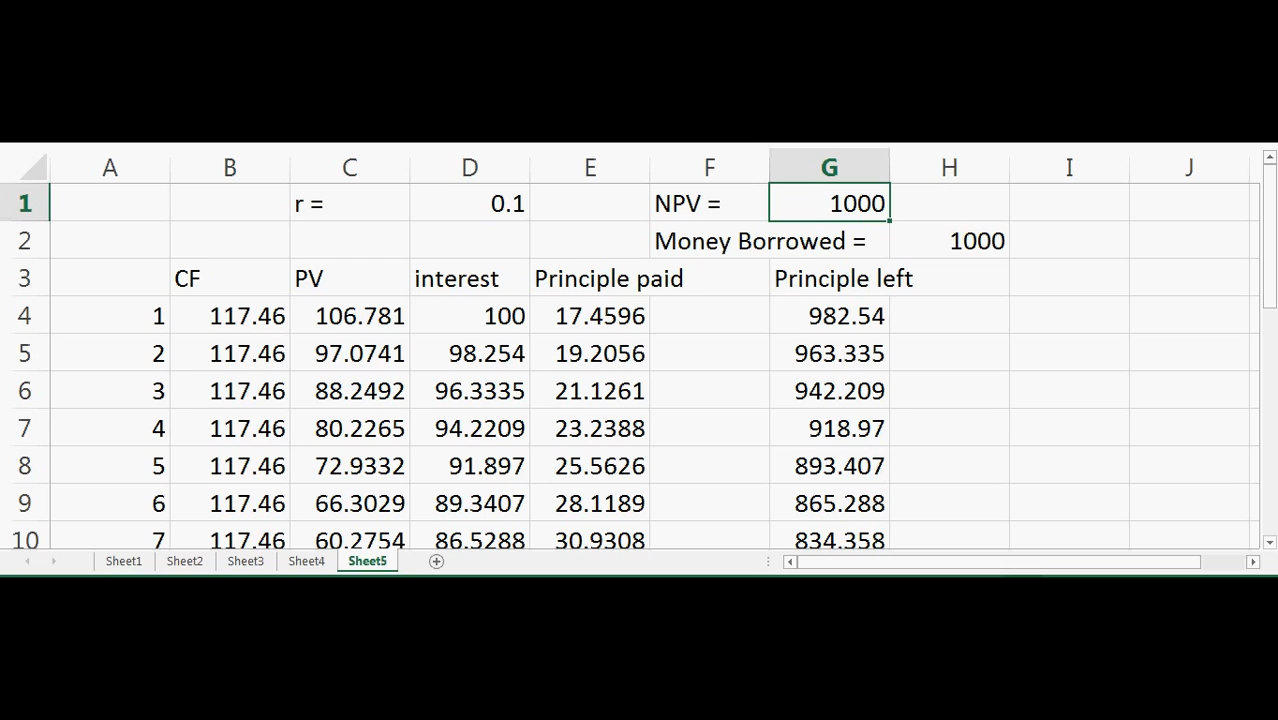 A B C D E F G H I J
1 r = 0.1 NPV = 1000
2 Money Borrowed = 1000
3 CF PV interest Principle paid Principle left
4 1 117.46 106.781 100 17.4596 982.54
5 2 117.46 97.0741 98.254 19.2056 963.335
6 3 117.46 88.2492 96.3335 21.1261 942.209
7 4 117.46 80.2265 94.2209 23.2388 918.97
8 5 117.46 72.9332 91.897 25.5626 893.407
9 6 117.46 66.3029 89.3407 28.1189 865.288
10 7 117.46 60.2754 86.5288 30.9308 834.358
Sheet1 Sheet2 Sheet3 Sheet4 Sheet5